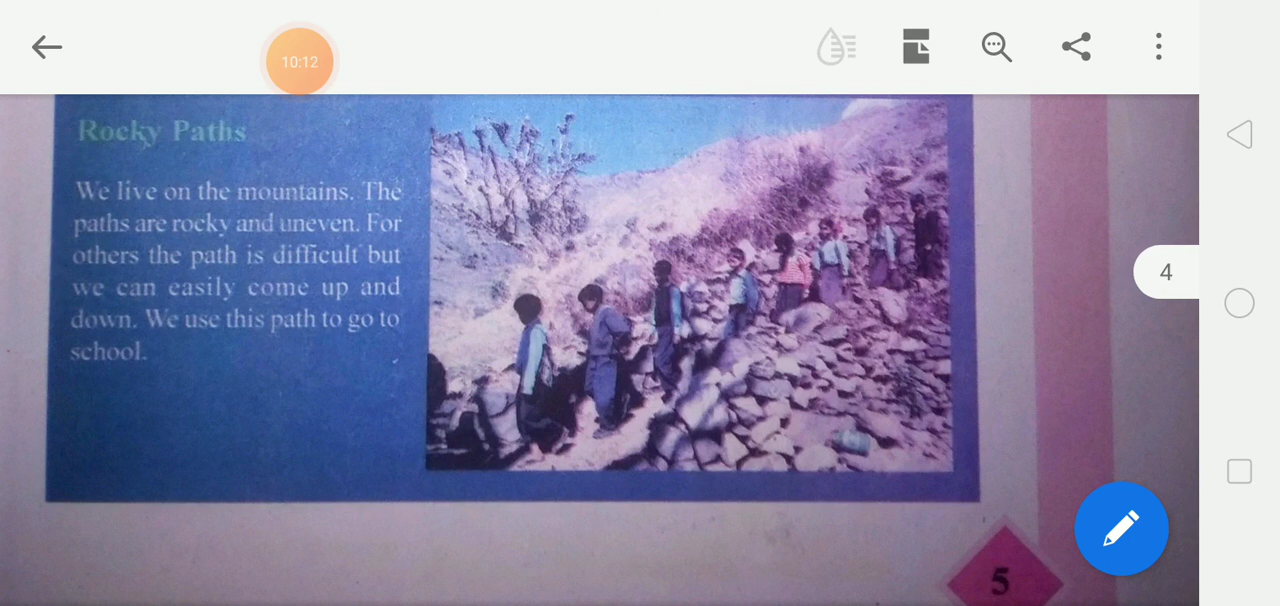 10:12
Rocky Paths
We live on the mountains. The
paths are rocky and uneven. For
others the path is difficult but
we can easily come up and
down. We use this path to go to
school.
4
5